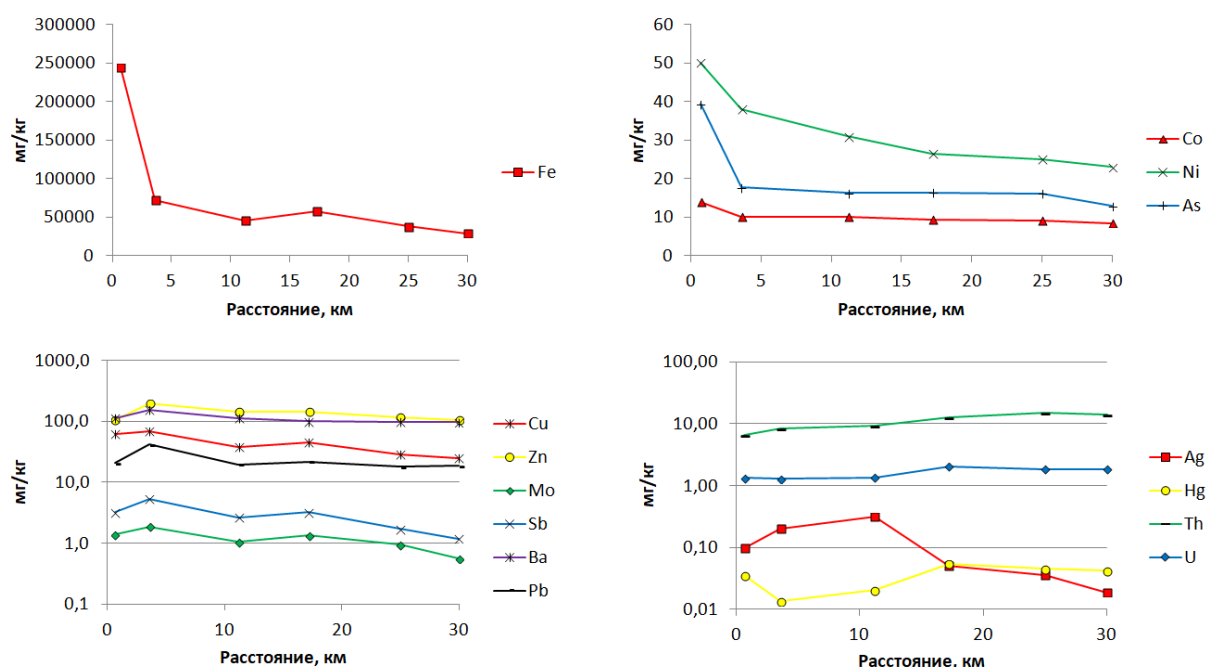 300000
250000
200000
150000
100000
50000
0
мг/кг
0 5 10 15 20 25 30
Расстояние, км
Fe
60
50
40
30
20
10
0
мг/кг
0 5 10 15 20 25 30
Расстояние, км
Co
Ni
As
1000,0
100,0
10,0
1,0
0,1
мг/кг
0 10 20 30
Расстояние, км
Cu
Zn
Mo
Sb
Ba
Pb
100,00
10,00
1,00
0,10
0,01
мг/кг
0 10 20 30
Расстояние, км
Ag
Hg
Th
U